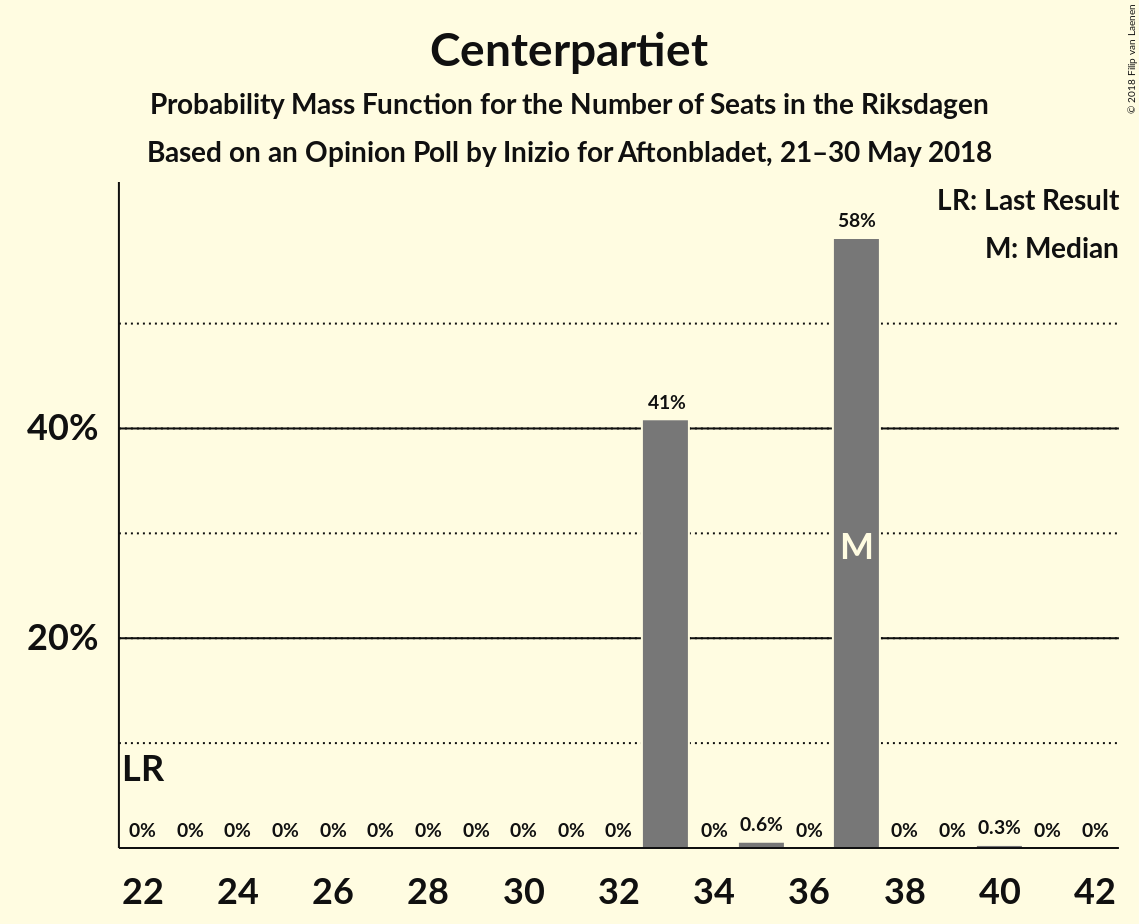 © 2018 Filip van Laenen
Centerpartiet
Probability Mass Function for the Number of Seats in the Riksdagen
Based on an Opinion Poll by Inizio for Aftonbladet, 21–30 May 2018
LR: Last Result
M: Median
58%
41%
40%
M
20%
LR
0% 0% 0% 0% 0% 0% 0% 0% 0% 0% 0% 0% 0.6% 0% 0% 0% 0.3% 0% 0%
22 24 26 28 30 32 34 36 38 40 42